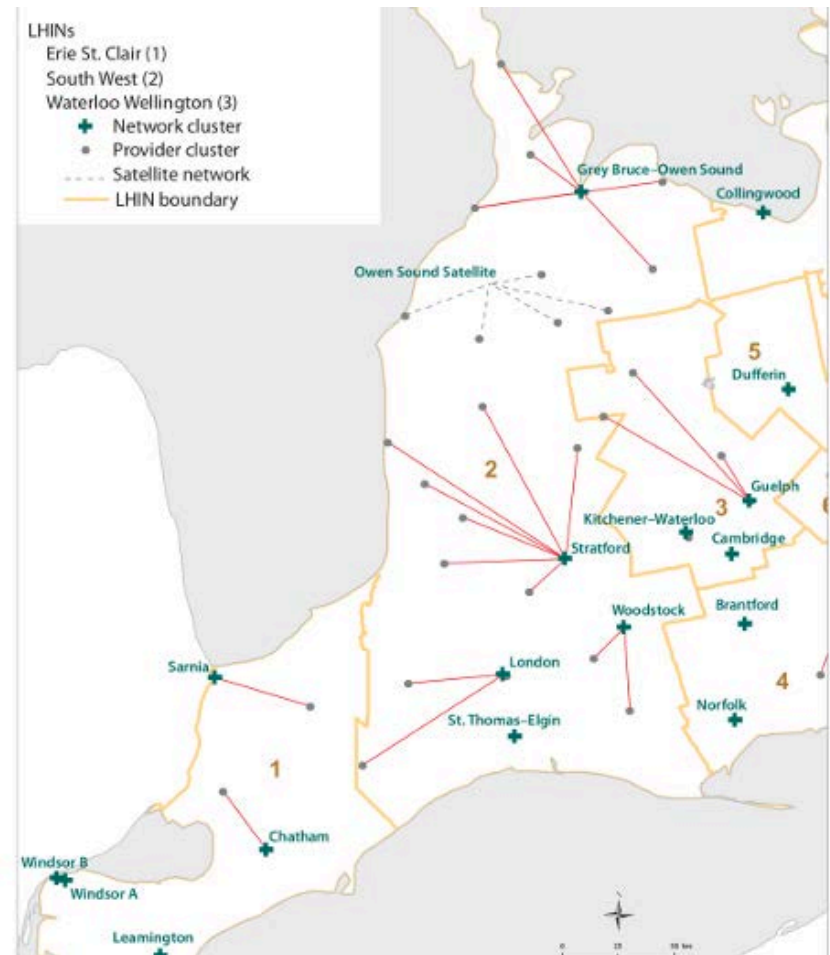 LHINs
Erie St. Clair (1)
South West (2)
Waterloo Wellington (3)
Network cluster
Provider cluster
Satellite network
LHIN boundary
Grey Bruce–Owen Sound
Collingwood
Owen Sound Satellite
5
Dufferin
2
Guelph
3
6
Kitchener–Waterloo
Cambridge
Stratford
Woodstock
Brantford
London
Sarnia
4
Norfolk
St. Thomas–Elgin
1
Chatham
Windsor B
Windsor A
Leamington
0